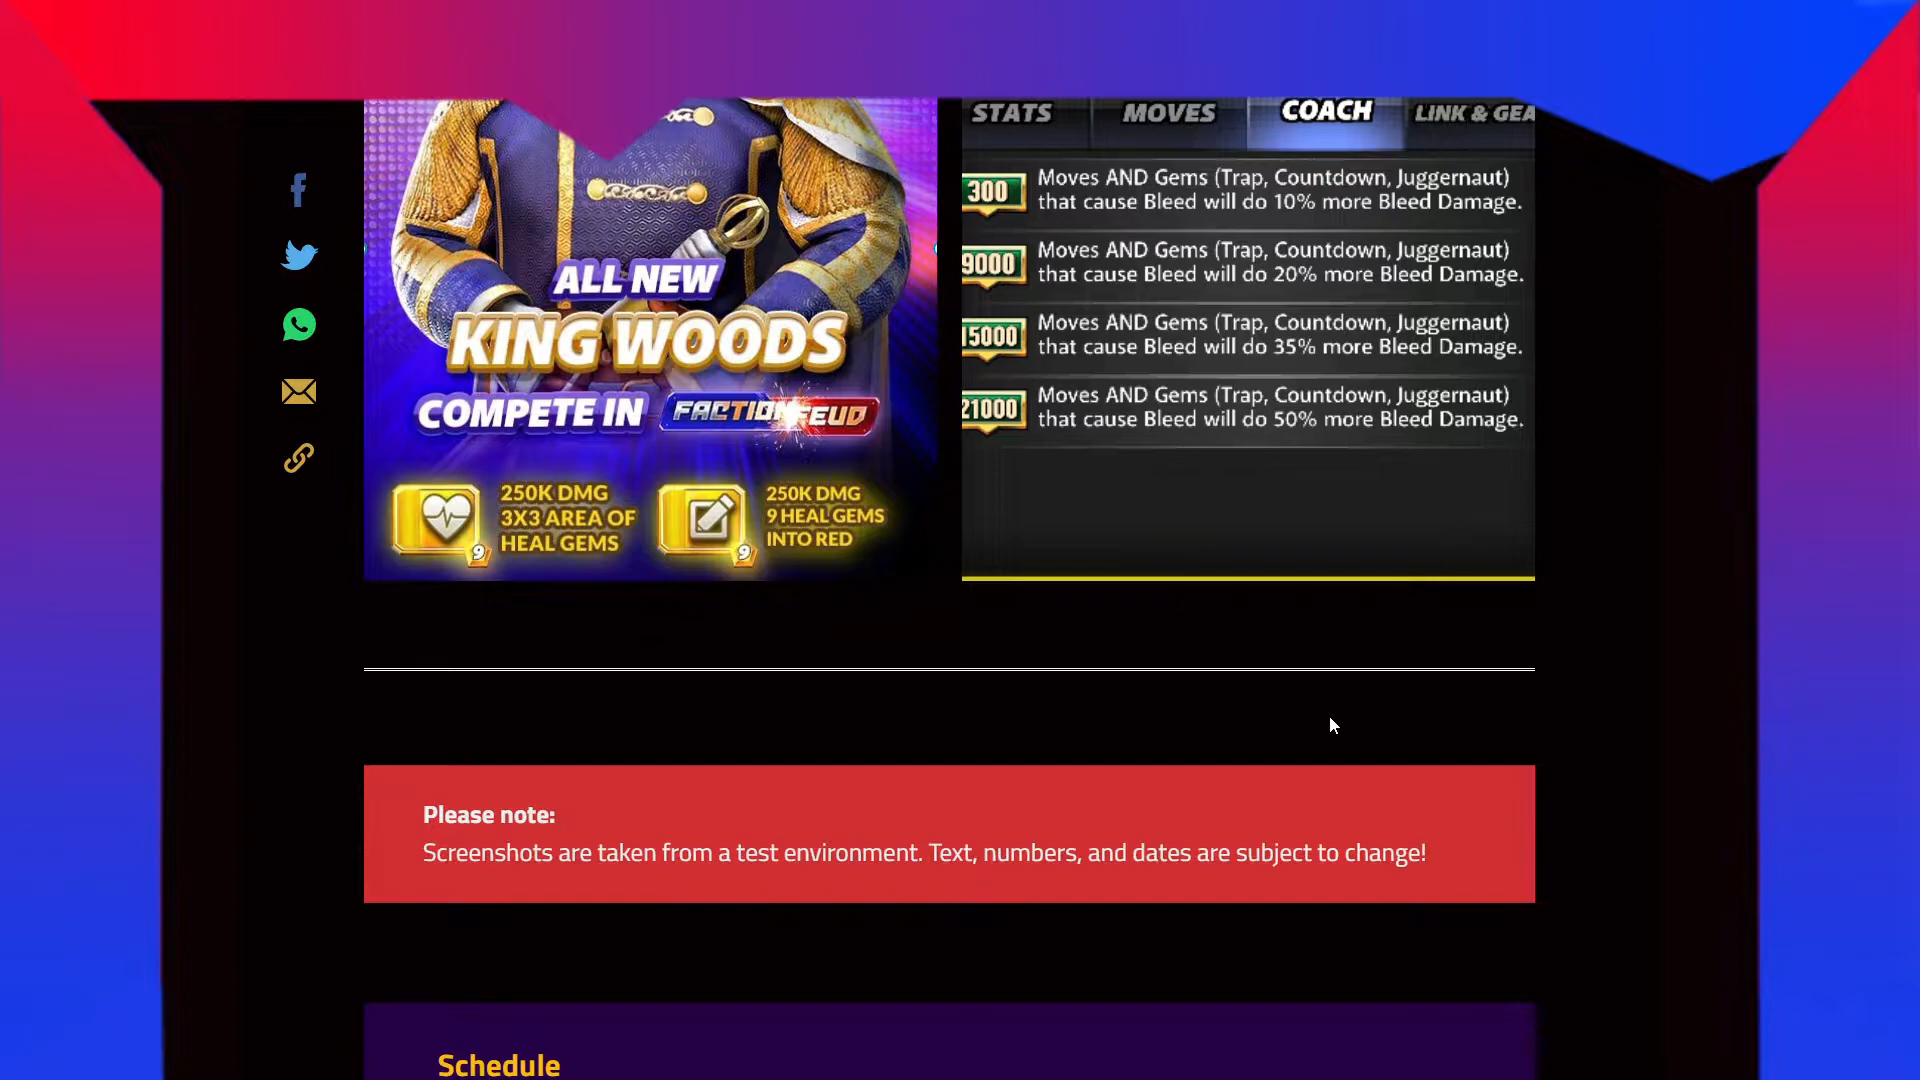 ALL NEW
KING WOODS
COMPETE IN FACTION FEUD
250K DMG
3X3 AREA OF
HEAL GEMS
9
250K DMG
9 HEAL GEMS
INTO RED
9
STATS MOVES COACH LINK & GEA
300 Moves AND Gems (Trap, Countdown, Juggernaut)
that cause Bleed will do 10% more Bleed Damage.
9000 Moves AND Gems (Trap, Countdown, Juggernaut)
that cause Bleed will do 20% more Bleed Damage.
15000 Moves AND Gems (Trap, Countdown, Juggernaut)
that cause Bleed will do 35% more Bleed Damage.
21000 Moves AND Gems (Trap, Countdown, Juggernaut)
that cause Bleed will do 50% more Bleed Damage.
Please note:
Screenshots are taken from a test environment. Text, numbers, and dates are subject to change!
Schedule